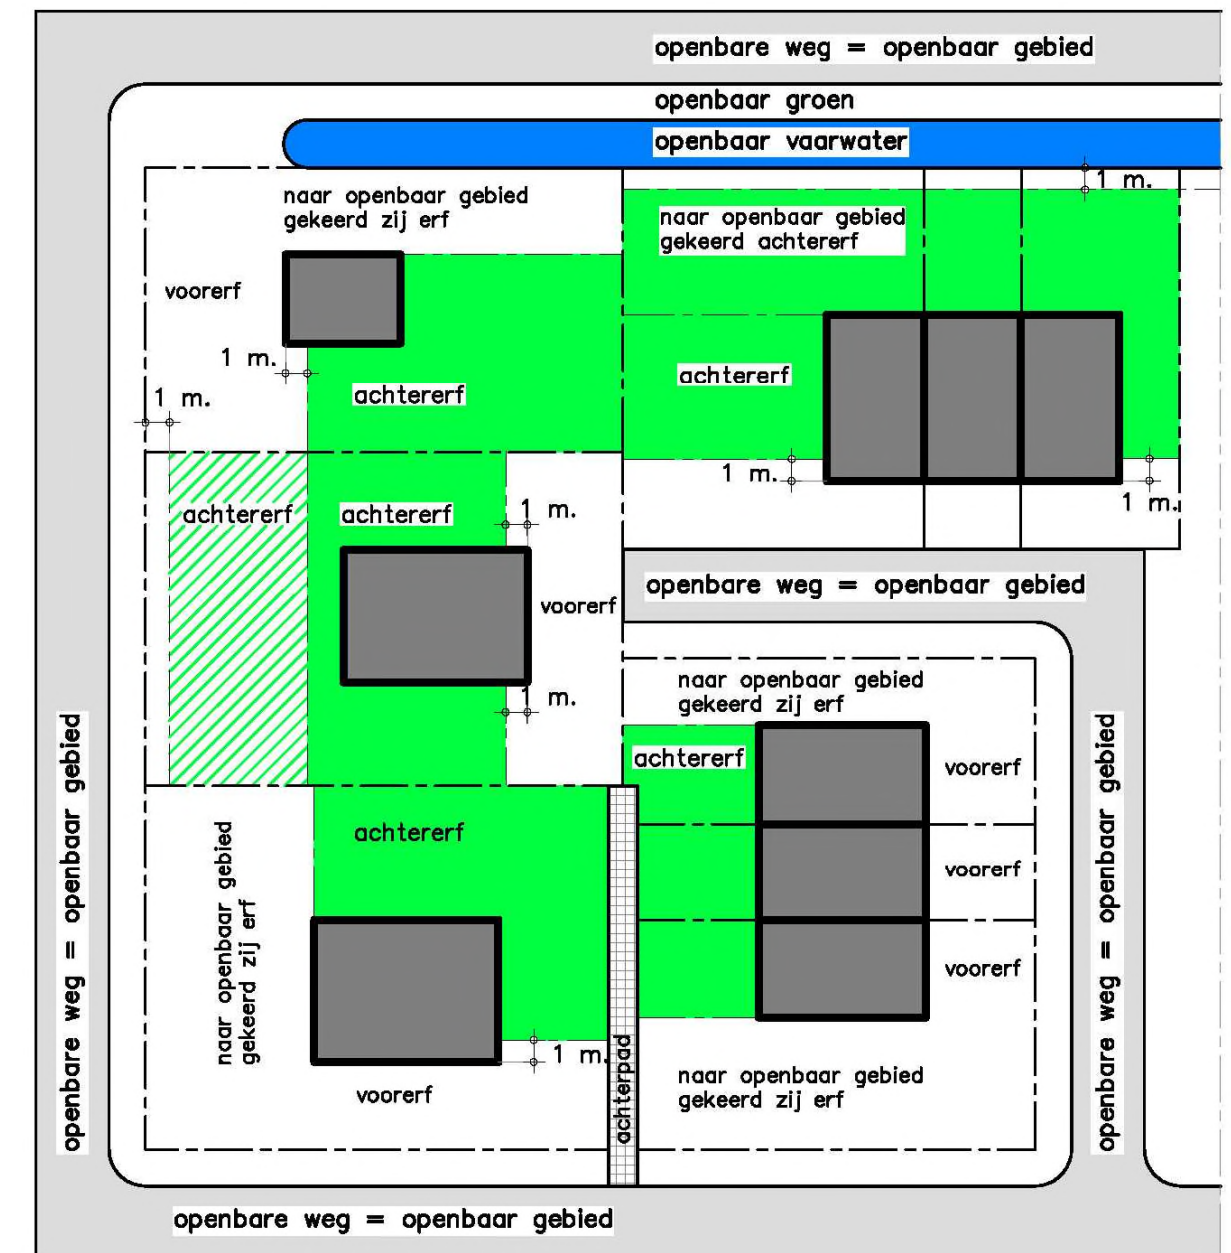 openbare weg = openbaar gebied
openbaar groen
openbaar vaarwater
1 m.
naar openbaar gebied
gekeerd zij erf
naar openbaar gebied
gekeerd achtererf
voorerf
1 m.
achtererf
achtererf
1 m.
1 m.
1 m.
achtererf
achtererf
1 m.
openbare weg = openbaar gebied
voorerf
naar openbaar gebied
gekeerd zij erf
1 m.
achtererf
voorerf
achtererf
voorerf
voorerf
naar openbaar gebied
gekeerd zij erf
openbare weg = openbaar gebied
openbare weg = openbaar gebied
1 m.
achterpad
voorerf
naar openbaar gebied
gekeerd zij erf
openbare weg = openbaar gebied